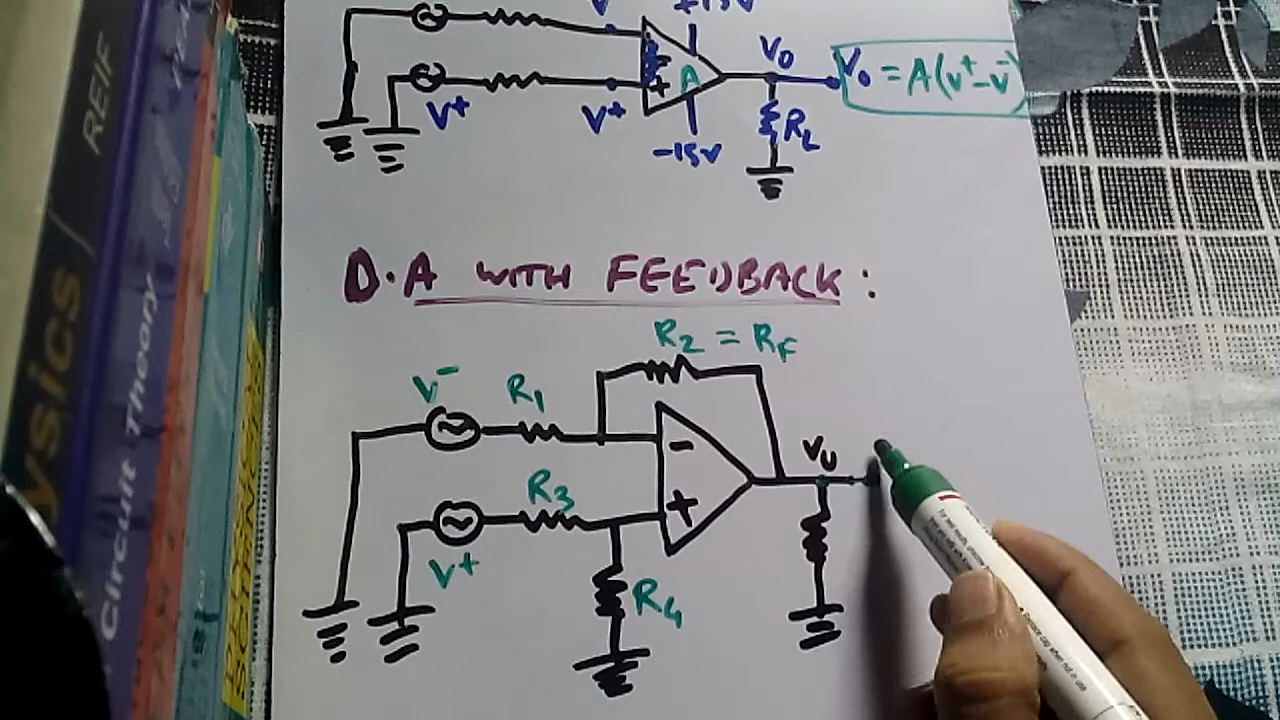 +15V
V⁺
V⁺
-
+
A
-15V
V₀
R_L
V₀ = A(v⁺-v⁻)
D.A WITH FEEDBACK:
R₂ = R_F
V⁻
R₁
R₃
V⁺
R₄
-
+
V₀
REIF
ysics
Circuit Theory